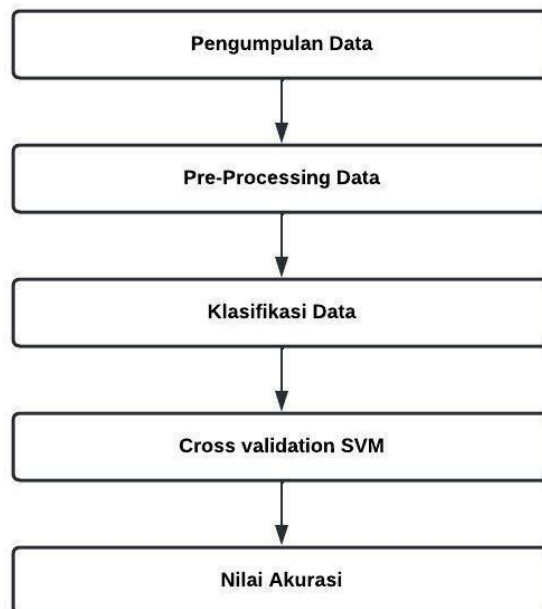 Pengumpulan Data
Pre-Processing Data
Klasifikasi Data
Cross validation SVM
Nilai Akurasi